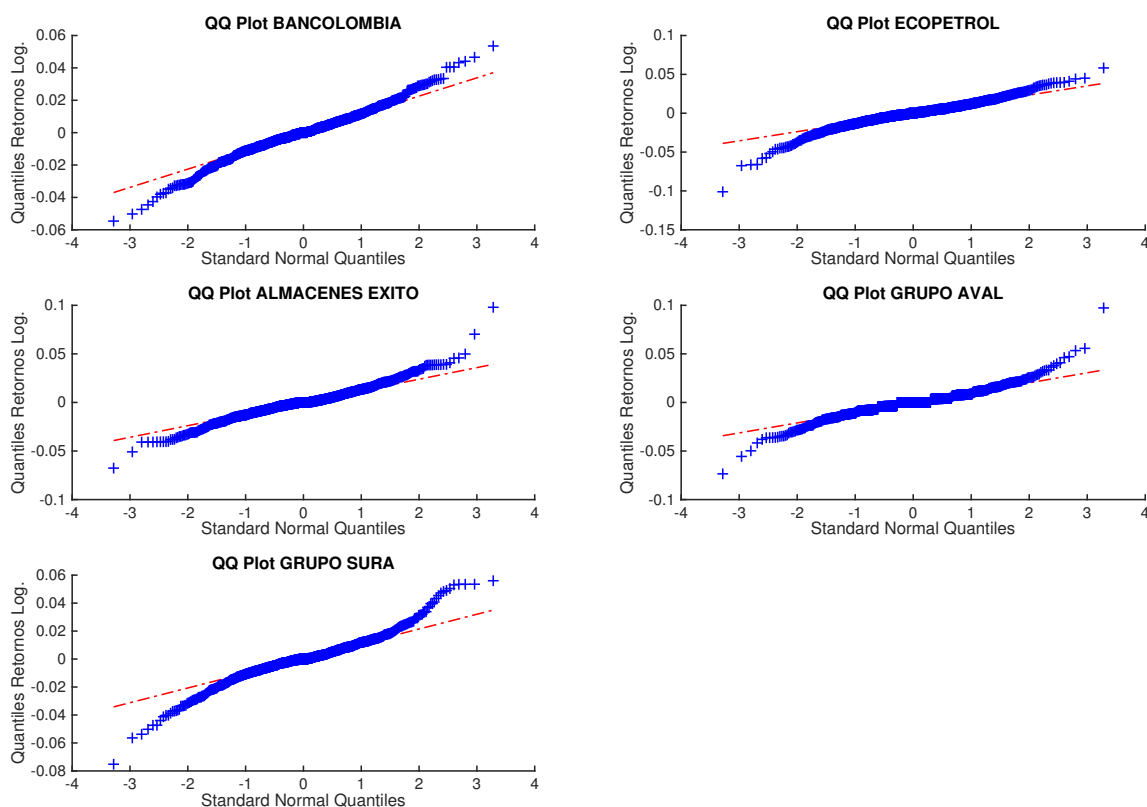 QQ Plot BANCOLOMBIA
Quantiles Retornos Log.
0.06
0.04
0.02
0
-0.02
-0.04
-0.06
-4 -3 -2 -1 0 1 2 3 4
Standard Normal Quantiles
QQ Plot ECOPETROL
Quantiles Retornos Log.
0.1
0.05
0
-0.05
-0.1
-0.15
-4 -3 -2 -1 0 1 2 3 4
Standard Normal Quantiles
QQ Plot ALMACENES EXITO
Quantiles Retornos Log.
0.1
0.05
0
-0.05
-0.1
-4 -3 -2 -1 0 1 2 3 4
Standard Normal Quantiles
QQ Plot GRUPO AVAL
Quantiles Retornos Log.
0.1
0.05
0
-0.05
-0.1
-4 -3 -2 -1 0 1 2 3 4
Standard Normal Quantiles
QQ Plot GRUPO SURA
Quantiles Retornos Log.
0.06
0.04
0.02
0
-0.02
-0.04
-0.06
-0.08
-4 -3 -2 -1 0 1 2 3 4
Standard Normal Quantiles